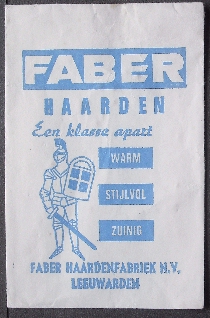 FABER
HAARDEN
Een klasse apart
WARM
STIJLVOL
ZUINIG
FABER HAARDENFABRIEK N.V.
LEEUWARDEN